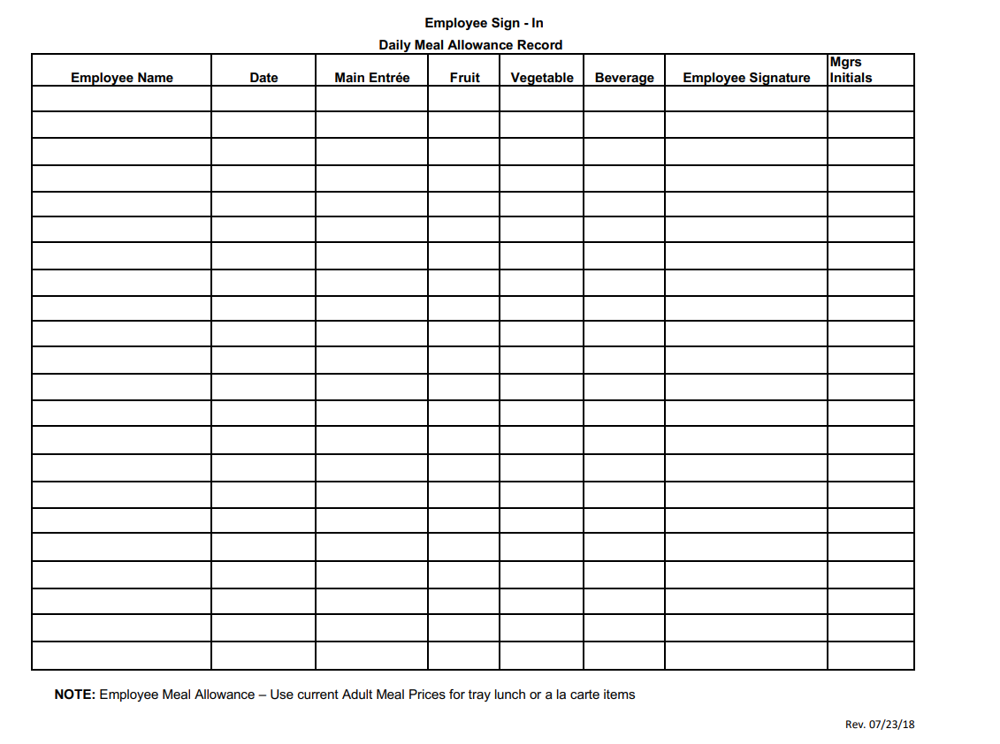 Employee Sign - In
Daily Meal Allowance Record
Employee Name Date Main Entrée Fruit Vegetable Beverage Employee Signature Mgrs Initials
NOTE: Employee Meal Allowance – Use current Adult Meal Prices for tray lunch or a la carte items
Rev. 07/23/18